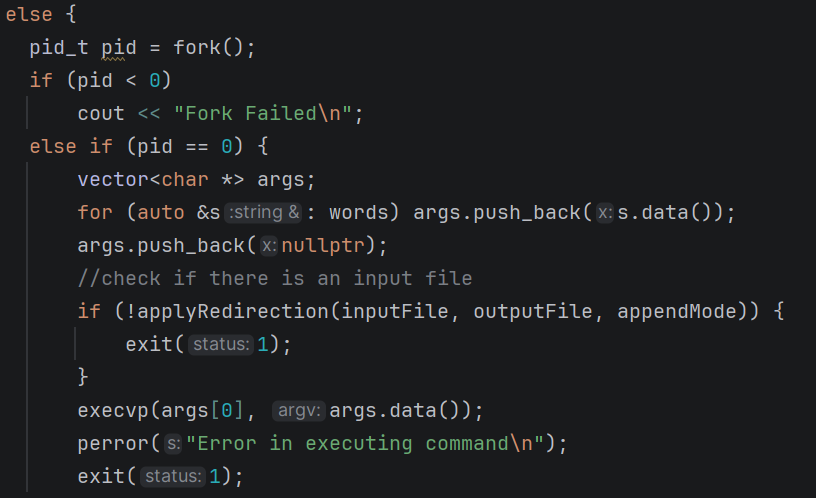 else {
pid_t pid = fork();
if (pid < 0)
cout << "Fork Failed\n";
else if (pid == 0) {
vector<char *> args;
for (auto &s :string & : words) args.push_back( x: s.data());
args.push_back( x: nullptr);
//check if there is an input file
if (!applyRedirection(inputFile, outputFile, appendMode)) {
exit( status: 1);
}
execvp(args[0], argv: args.data());
perror( s: "Error in executing command\n");
exit( status: 1);